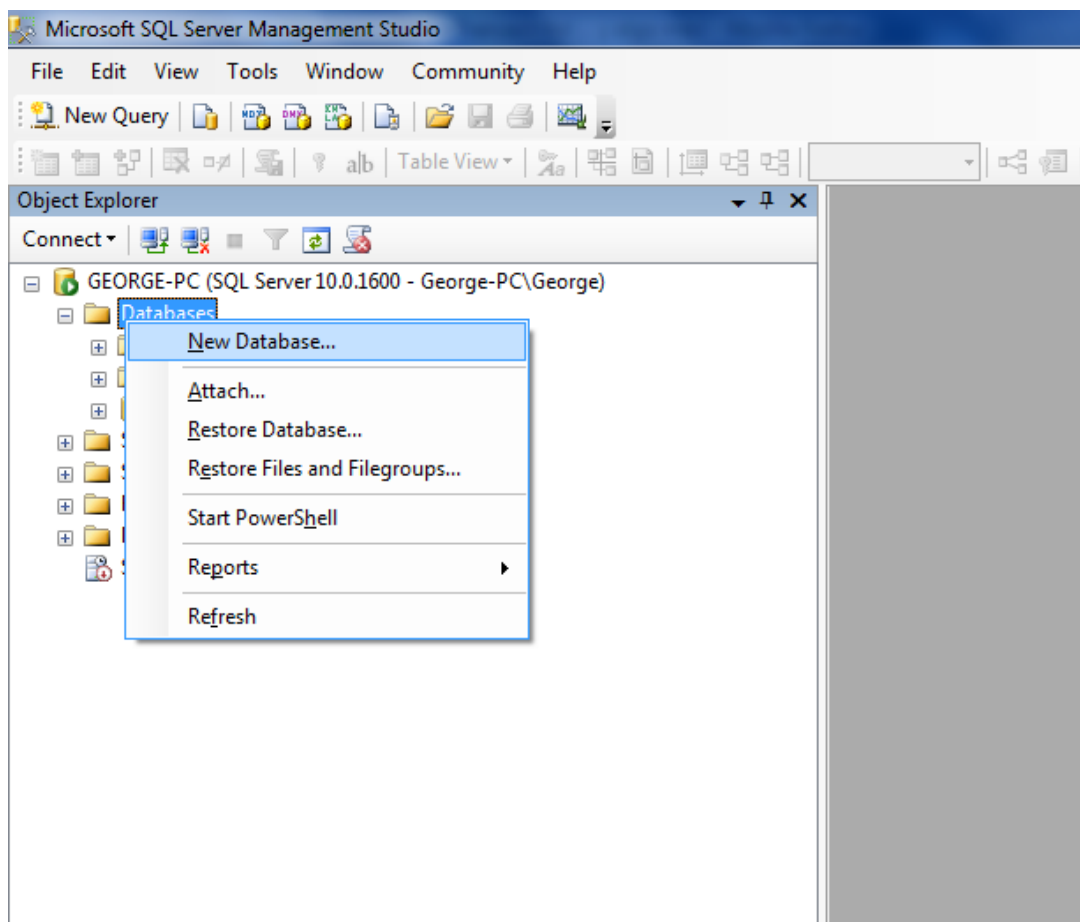 Microsoft SQL Server Management Studio
File Edit View Tools Window Community Help
New Query
Table View
Object Explorer
Connect
GEORGE-PC (SQL Server 10.0.1600 - George-PC\George)
Databases
New Database...
Attach...
Restore Database...
Restore Files and Filegroups...
Start PowerShell
Reports
Refresh